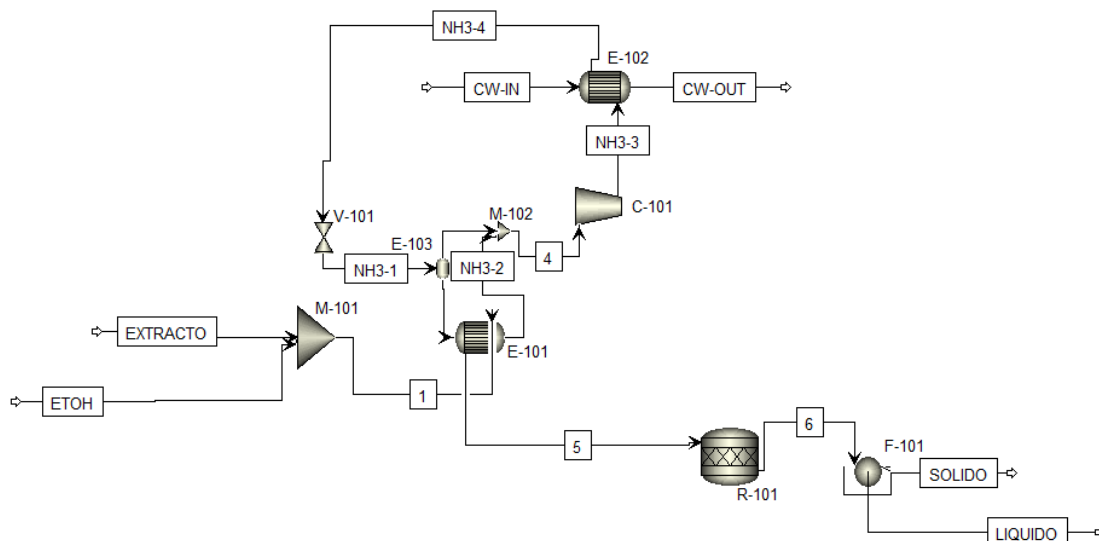 NH3-4
E-102
CW-IN
CW-OUT
NH3-3
C-101
V-101
M-102
E-103
NH3-1
NH3-2
4
M-101
EXTRACTO
E-101
ETOH
1
5
6
F-101
R-101
SOLIDO
LIQUIDO